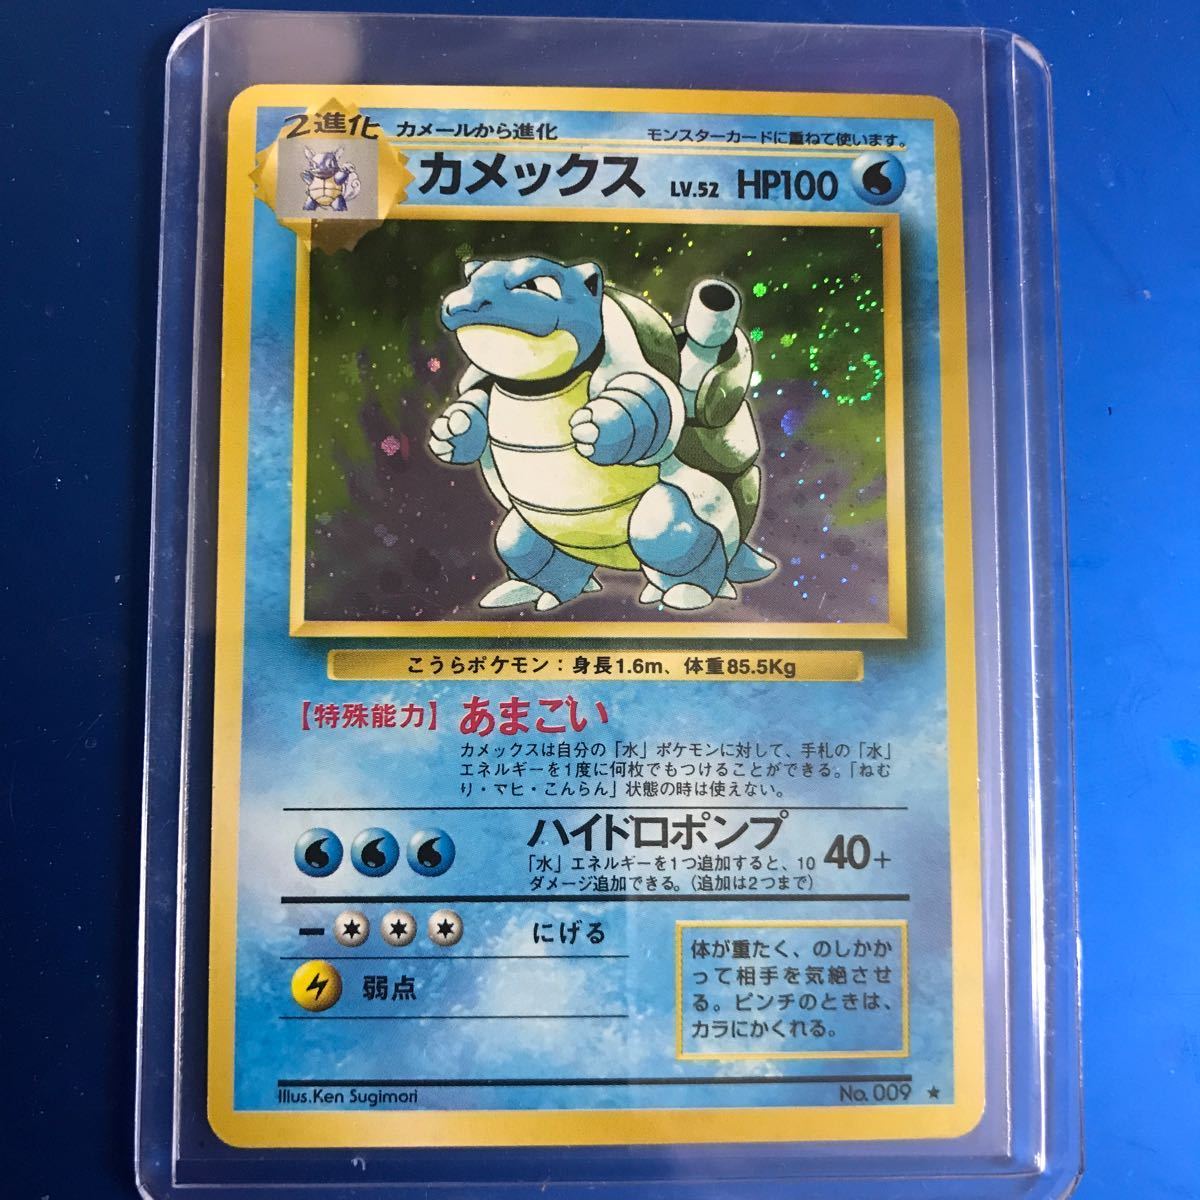 2進化 カメールから進化 モンスターカードに重ねて使います。
カメックス LV.52 HP100
こうらポケモン：身長1.6m、体重85.5Kg
【特殊能力】あまごい
カメックスは自分の「水」ポケモンに対して、手札の「水」
エネルギーを1度に何枚でもつけることができる。「ねむ
り・マヒ・こんらん」状態の時は使えない。
ハイドロポンプ 40+
「水」エネルギーを1つ追加すると、10
ダメージ追加できる。（追加は2つまで）
にげる
弱点
体が重たく、のしかか
って相手を気絶させ
る。ピンチのときは、
カラにかくれる。
Illus.Ken Sugimori No. 009 ★